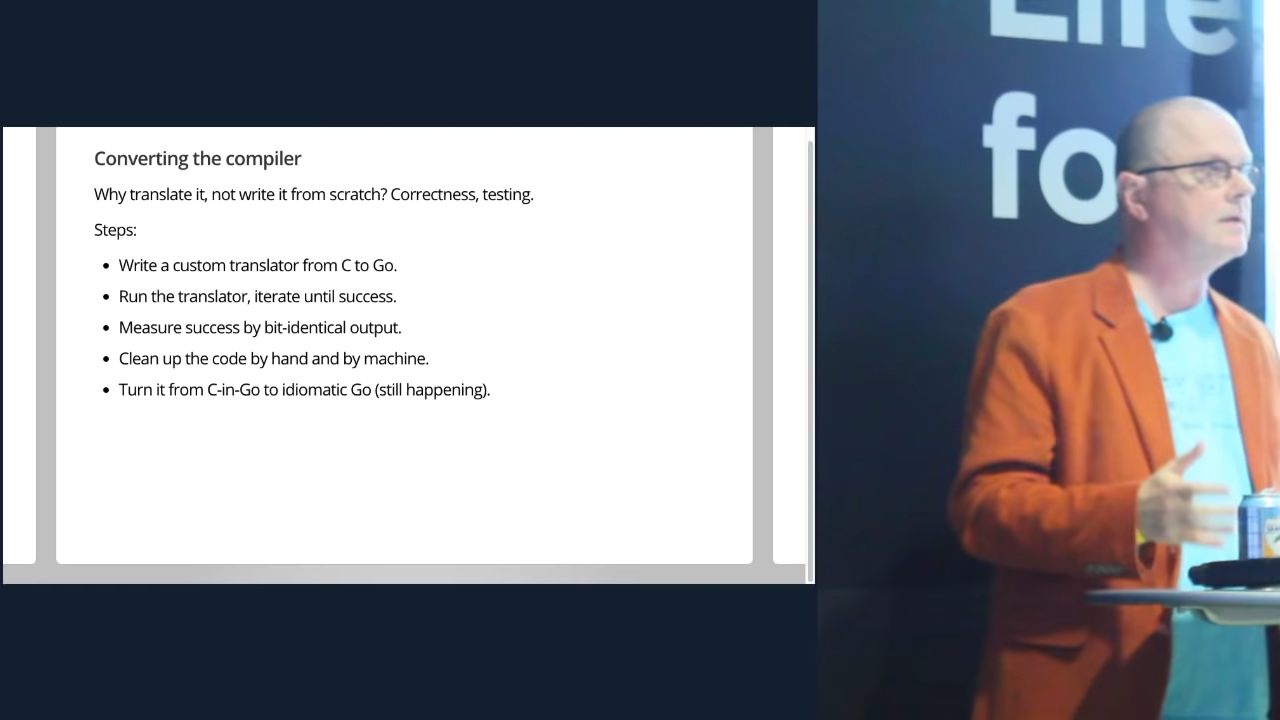 Converting the compiler
Why translate it, not write it from scratch? Correctness, testing.
Steps:
• Write a custom translator from C to Go.
• Run the translator, iterate until success.
• Measure success by bit-identical output.
• Clean up the code by hand and by machine.
• Turn it from C-in-Go to idiomatic Go (still happening).
Life
fo